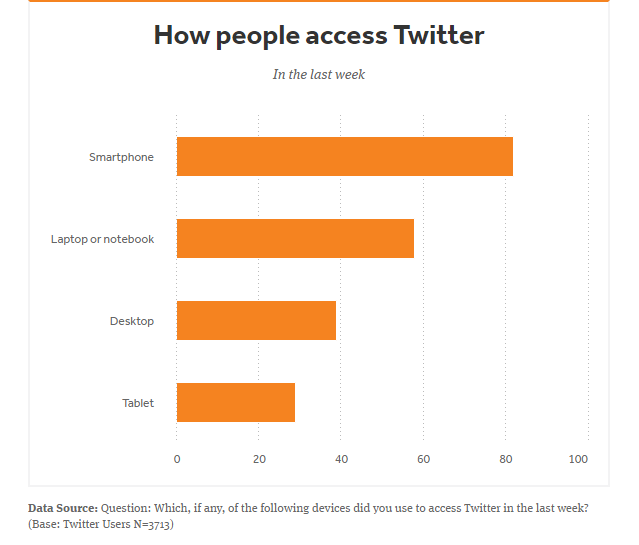 How people access Twitter
In the last week
Smartphone
Laptop or notebook
Desktop
Tablet
0 20 40 60 80 100
Data Source: Question: Which, if any, of the following devices did you use to access Twitter in the last week?
(Base: Twitter Users N=3713)